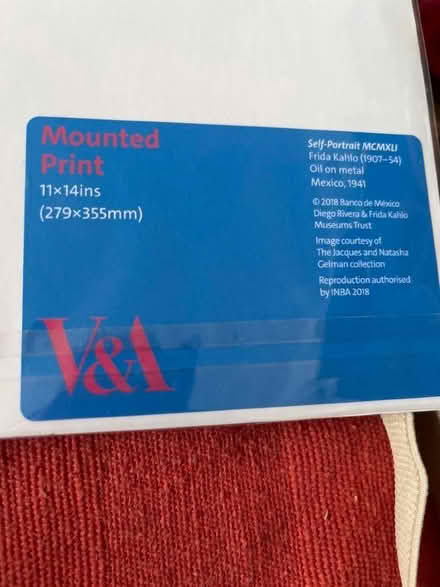 Mounted
Print
11×14ins
(279×355mm)
Self-Portrait MCMXLI
Frida Kahlo (1907–54)
Oil on metal
Mexico, 1941
© 2018 Banco de México
Diego Rivera & Frida Kahlo
Museums Trust
Image courtesy of
The Jacques and Natasha
Gelman collection
Reproduction authorised
by INBA 2018
V&A